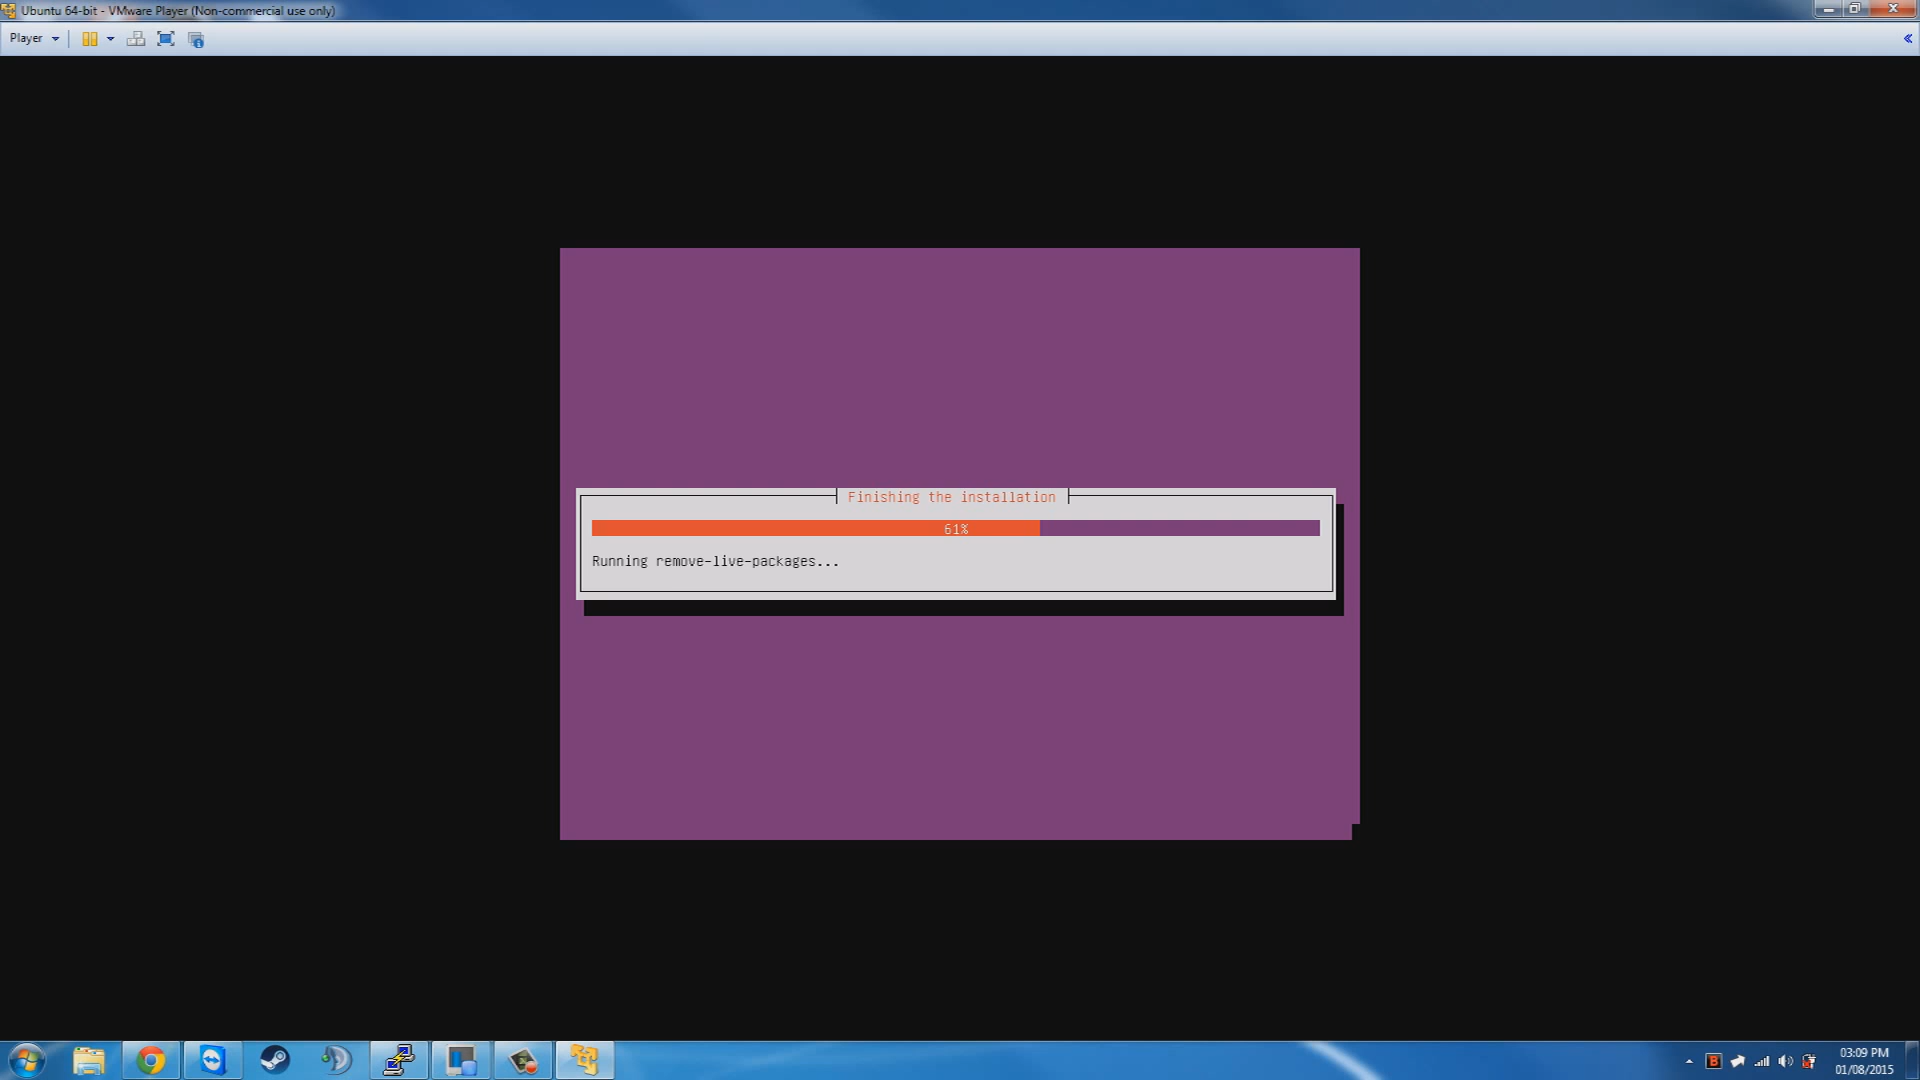 Ubuntu 64-bit - VMware Player (Non-commercial use only)
Player
Finishing the installation
61%
Running remove-live-packages...
03:09 PM
01/08/2015